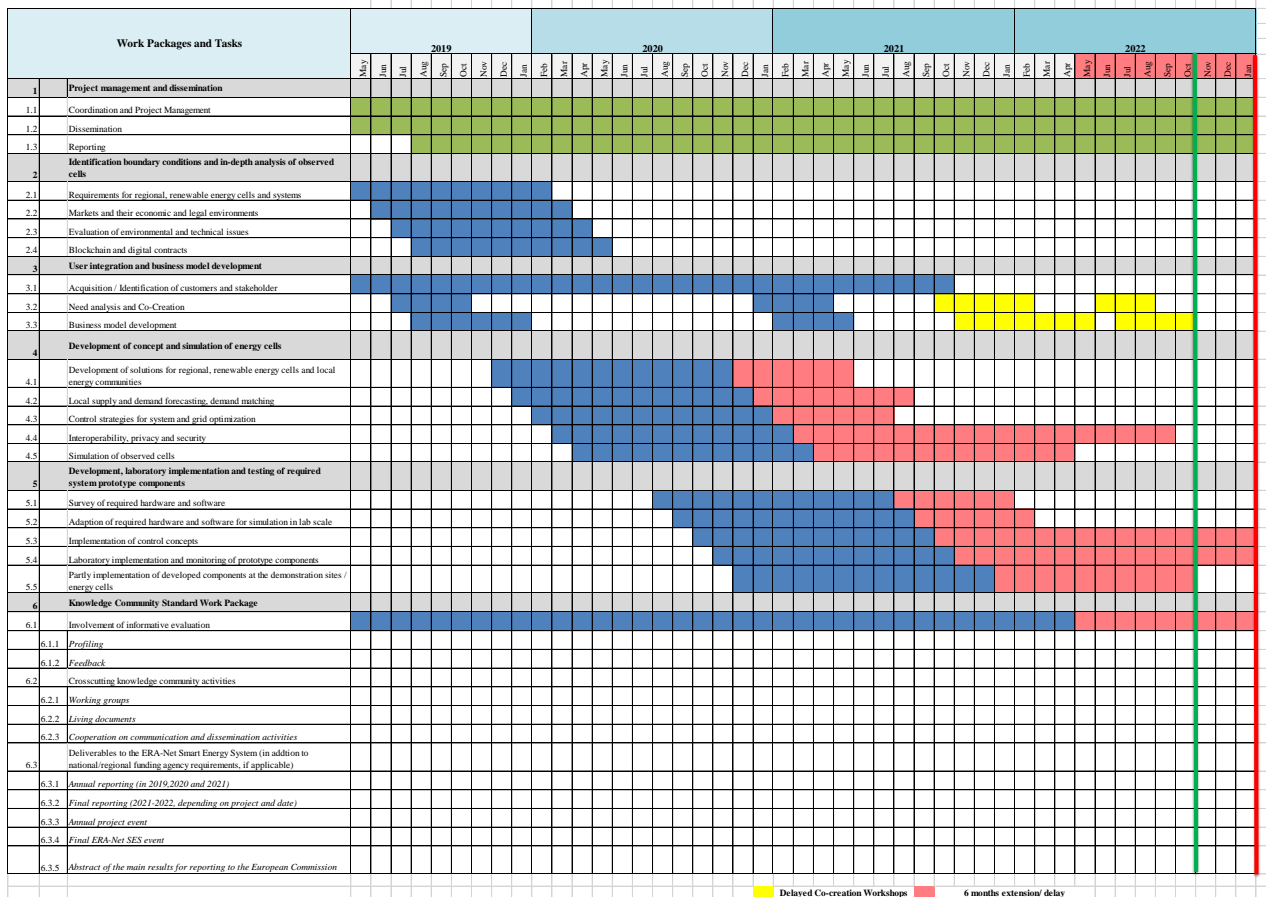 Work Packages and Tasks
2019 2020 2021 2022
May Jun Jul Aug Sep Oct Nov Dec Jan Feb Mar Apr May Jun Jul Aug Sep Oct Nov Dec Jan Feb Mar Apr May Jun Jul Aug Sep Oct Nov Dec Jan Feb Mar Apr May Jun Jul Aug Sep Oct Nov Dec Jan
1 Project management and dissemination
1.1 Coordination and Project Management
1.2 Dissemination
1.3 Reporting
2 Identification boundary conditions and in-depth analysis of observed
cells
2.1 Requirements for regional, renewable energy cells and systems
2.2 Markets and their economic and legal environments
2.3 Evaluation of environmental and technical issues
2.4 Blockchain and digital contracts
3 User integration and business model development
3.1 Acquisition / Identification of customers and stakeholder
3.2 Need analysis and Co-Creation
3.3 Business model development
4 Development of concept and simulation of energy cells
4.1 Development of solutions for regional, renewable energy cells and local
energy communities
4.2 Local supply and demand forecasting, demand matching
4.3 Control strategies for system and grid optimization
4.4 Interoperability, privacy and security
4.5 Simulation of observed cells
5 Development, laboratory implementation and testing of required
system prototype components
5.1 Survey of required hardware and software
5.2 Adaption of required hardware and software for simulation in lab scale
5.3 Implementation of control concepts
5.4 Laboratory implementation and monitoring of prototype components
5.5 Partly implementation of developed components at the demonstration sites /
energy cells
6 Knowledge Community Standard Work Package
6.1 Involvement of informative evaluation
6.1.1 Profiling
6.1.2 Feedback
6.2 Crosscutting knowledge community activities
6.2.1 Working groups
6.2.2 Living documents
6.2.3 Cooperation on communication and dissemination activities
6.3 Deliverables to the ERA-Net Smart Energy System (in addtion to
national/regional funding agency requirements, if applicable)
6.3.1 Annual reporting (in 2019,2020 and 2021)
6.3.2 Final reporting (2021-2022, depending on project and date)
6.3.3 Annual project event
6.3.4 Final ERA-Net SES event
6.3.5 Abstract of the main results for reporting to the European Commission
Delayed Co-creation Workshops 6 months extension/ delay